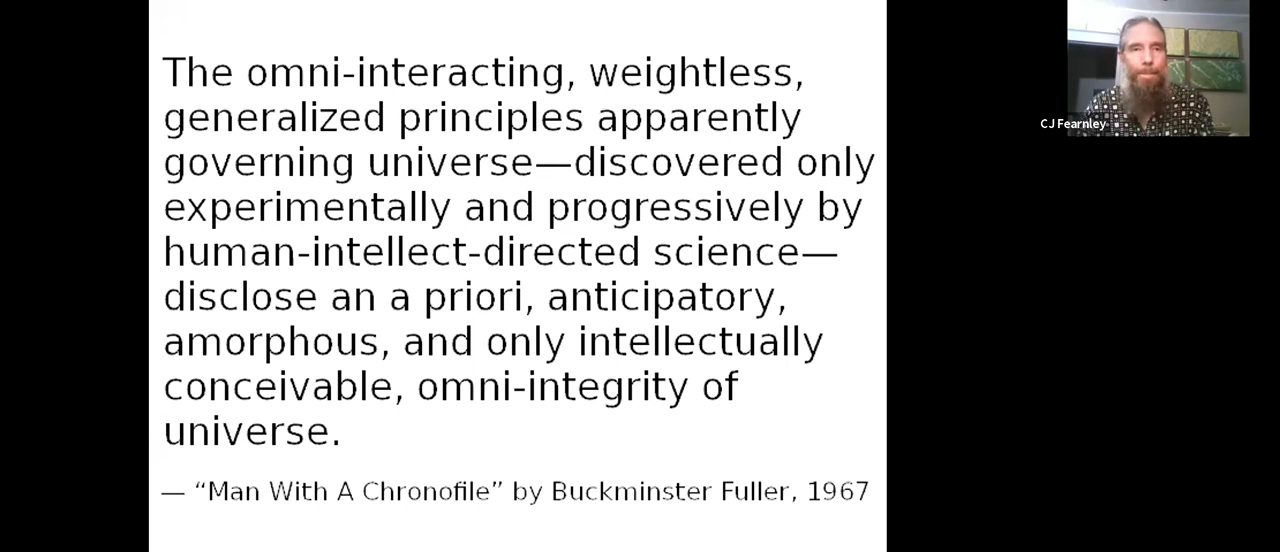 The omni-interacting, weightless,
generalized principles apparently
governing universe—discovered only
experimentally and progressively by
human-intellect-directed science—
disclose an a priori, anticipatory,
amorphous, and only intellectually
conceivable, omni-integrity of
universe.
— “Man With A Chronofile” by Buckminster Fuller, 1967
CJ Fearnley